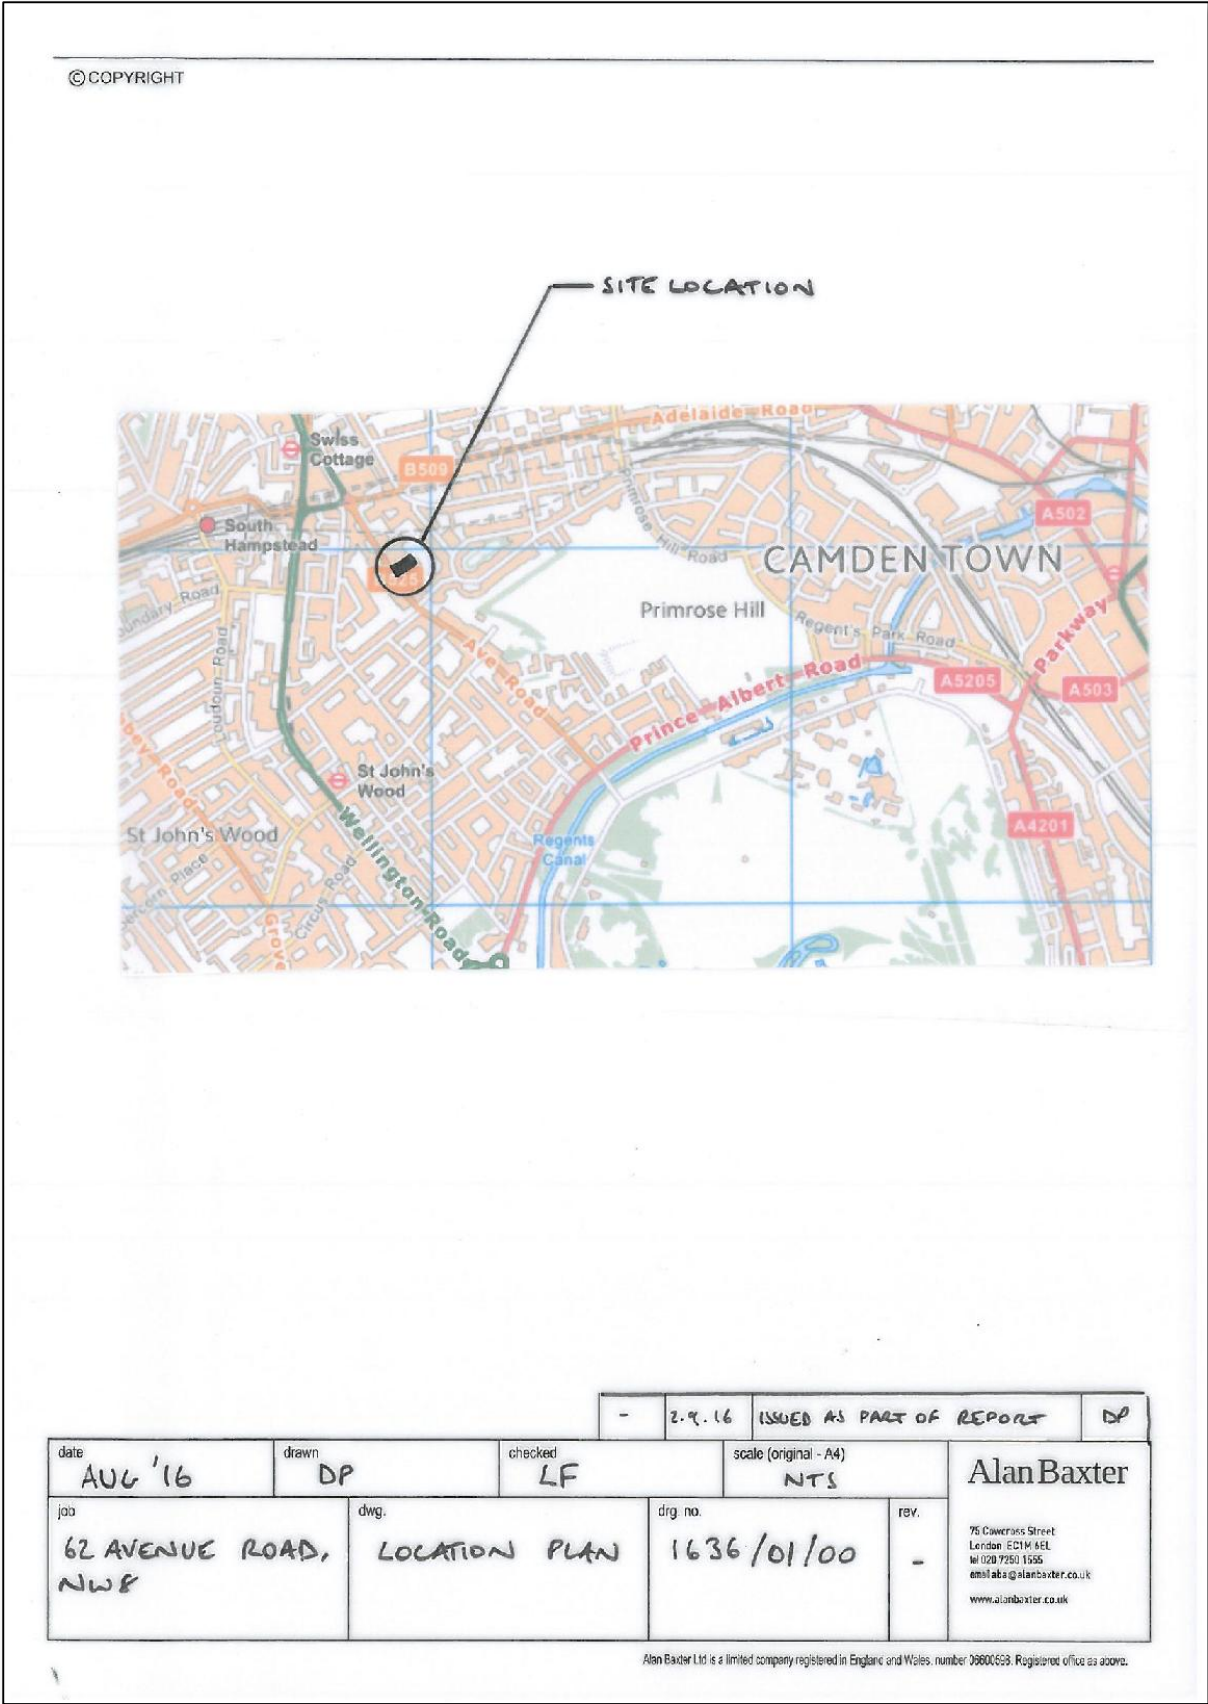 © COPYRIGHT
SITE LOCATION
Adelaide Road
Swiss
Cottage
B509
A502
South
Hampstead
Primrose
Hill Road
CAMDEN TOWN
Primrose Hill
Regent's Park Road
Parkway
Loudoun Road
Prince Albert Road
A5205
A503
St John's
Wood
St John's Wood
Wellington Road
Regents
Canal
A4201
Circus Road
Grove
- 2.9.16 ISSUED AS PART OF REPORT DP
date drawn checked scale (original - A4)
AUG '16 DP LF NTS
Alan Baxter
job dwg. drg. no. rev.
62 AVENUE ROAD, LOCATION PLAN 1636/01/00 -
NW8
75 Cowcross Street
London EC1M 6EL
tel 020 7250 1555
email aba@alanbaxter.co.uk
www.alanbaxter.co.uk
Alan Baxter Ltd is a limited company registered in England and Wales, number 06600598. Registered office as above.